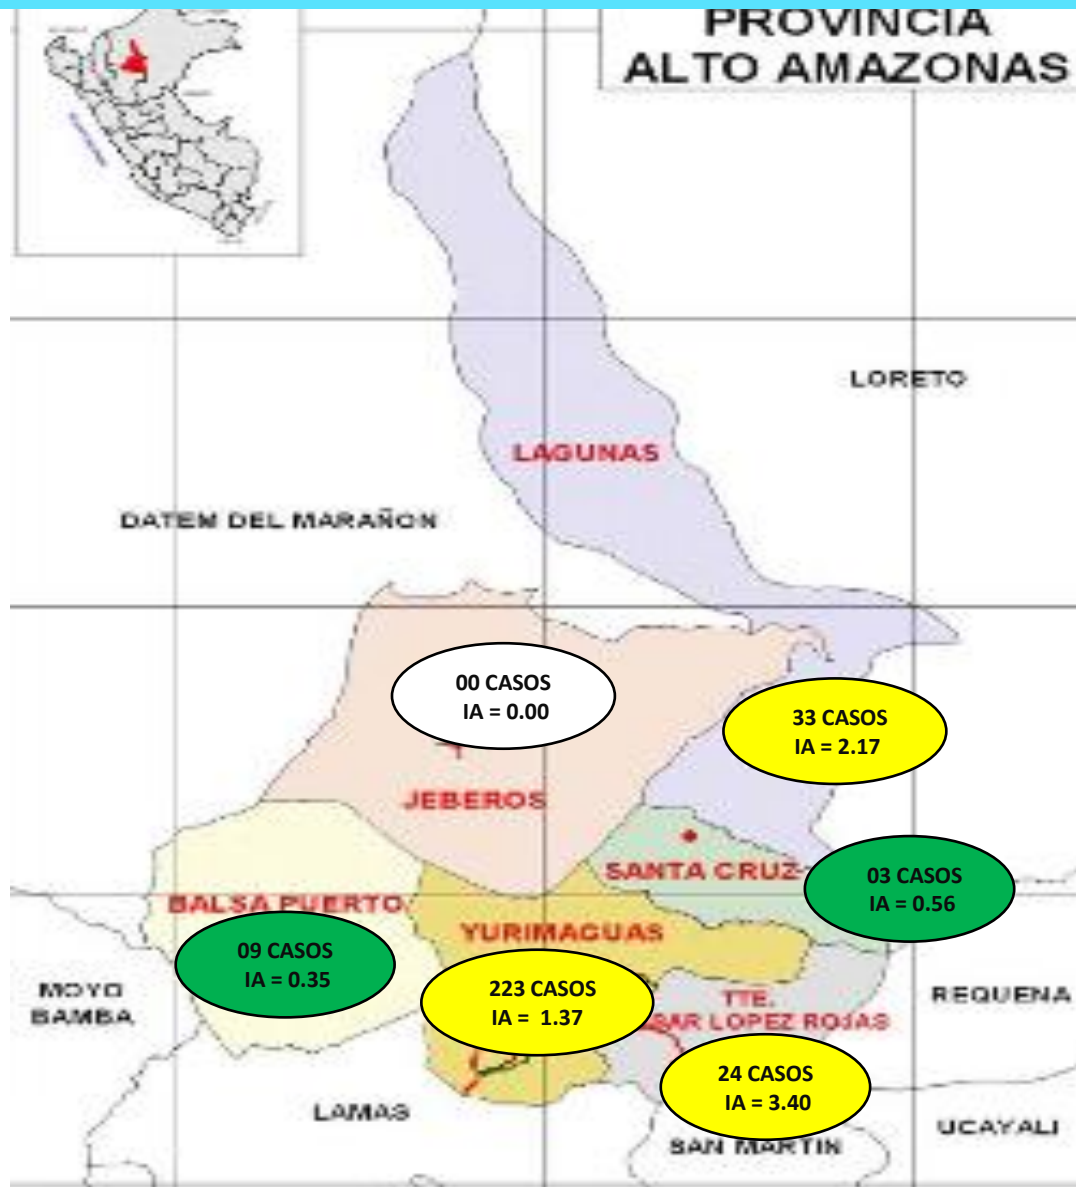 PROVINCIA
ALTO AMAZONAS
LORETO
LAGUNAS
DATEM DEL MARAÑON
00 CASOS
IA = 0.00
33 CASOS
IA = 2.17
JEBEROS
SANTA CRUZ
03 CASOS
IA = 0.56
BALSA PUERTO
YURIMAGUAS
09 CASOS
IA = 0.35
223 CASOS
IA = 1.37
MOYO
BAMBA
TTE.
SAR LOPEZ ROJAS
REQUENA
24 CASOS
IA = 3.40
LAMAS
SAN MARTIN
UCAYALI